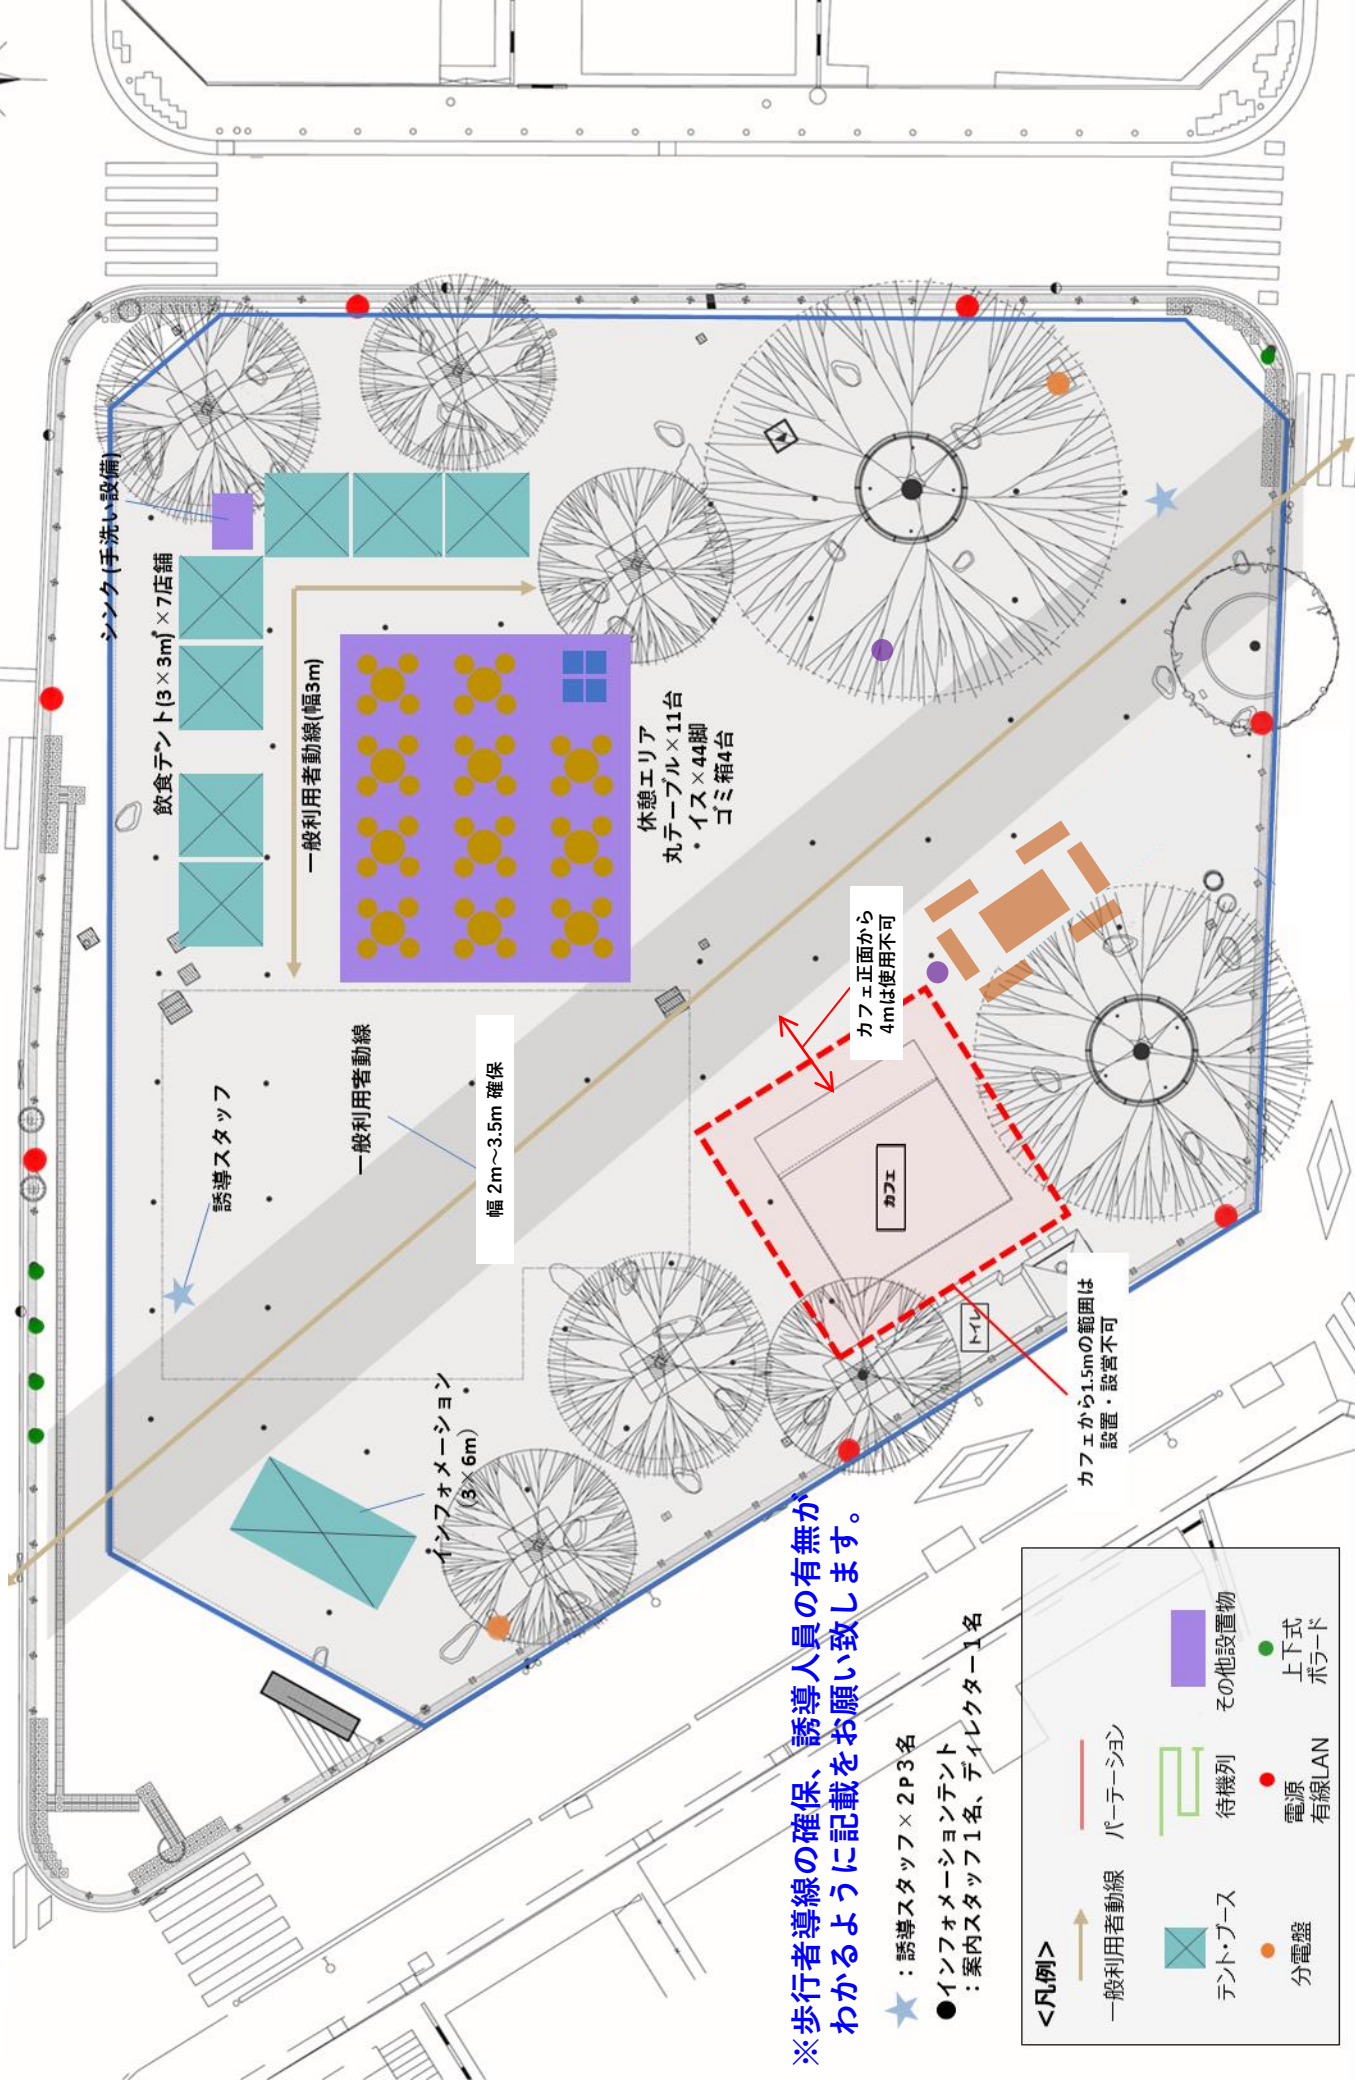 シンク(手洗い設備)
飲食テント(3×3m)×7店舗
一般利用者動線(幅3m)
休憩エリア
丸テーブル×11台
・イス×44脚
ゴミ箱4台
誘導スタッフ
一般利用者動線
幅 2m～3.5m 確保
カフェ正面から
4mは使用不可
カフェ
トイレ
インフォメーション
(3×6m)
カフェから1.5mの範囲は
設置・設営不可
※歩行者導線の確保、誘導人員の有無が
わかるように記載をお願い致します。
：誘導スタッフ×2P3名
●インフォメーションテント
：案内スタッフ1名、ディレクター1名
<凡例>
一般利用者動線
パーテーション
テント・ブース
待機列
その他設置物
分電盤
電源
有線LAN
上下式
ボラード